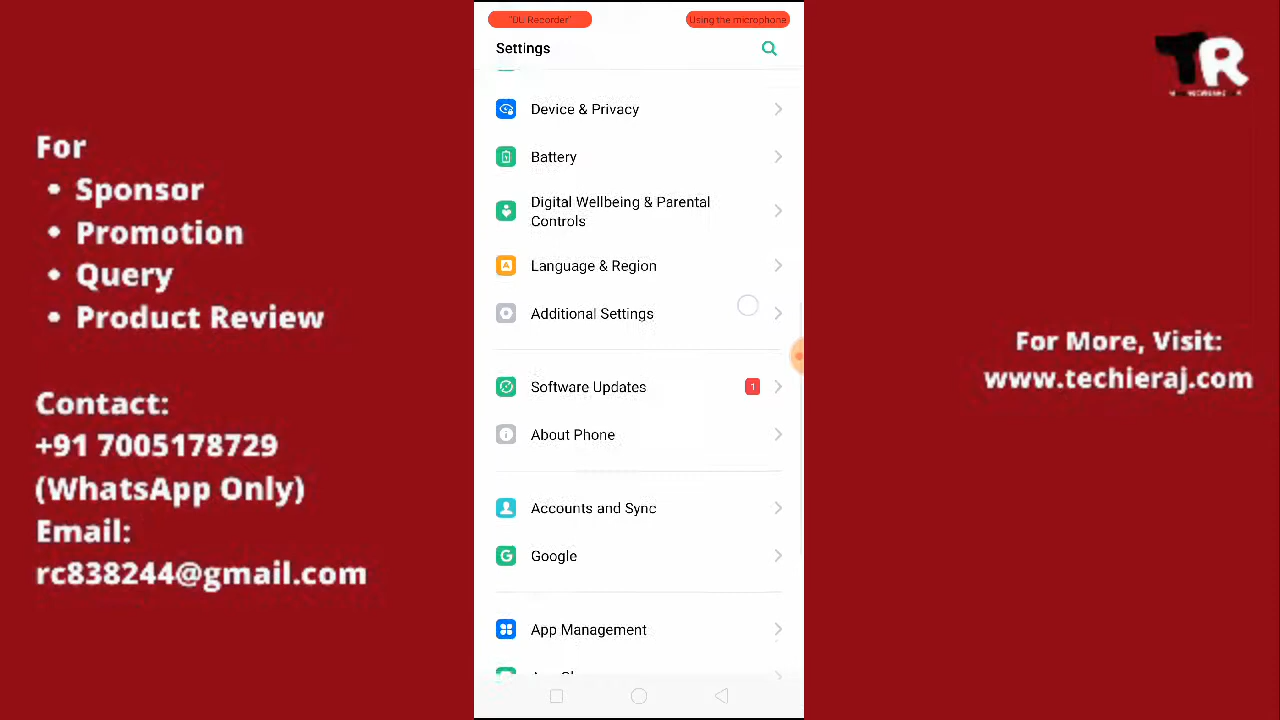 For
• Sponsor
• Promotion
• Query
• Product Review
Contact:
+91 7005178729
(WhatsApp Only)
Email:
rc838244@gmail.com
"DU Recorder"
Using the microphone
Settings
Device & Privacy
Battery
Digital Wellbeing & Parental
Controls
Language & Region
Additional Settings
Software Updates
1
About Phone
Accounts and Sync
Google
App Management
TR
For More, Visit:
www.techieraj.com